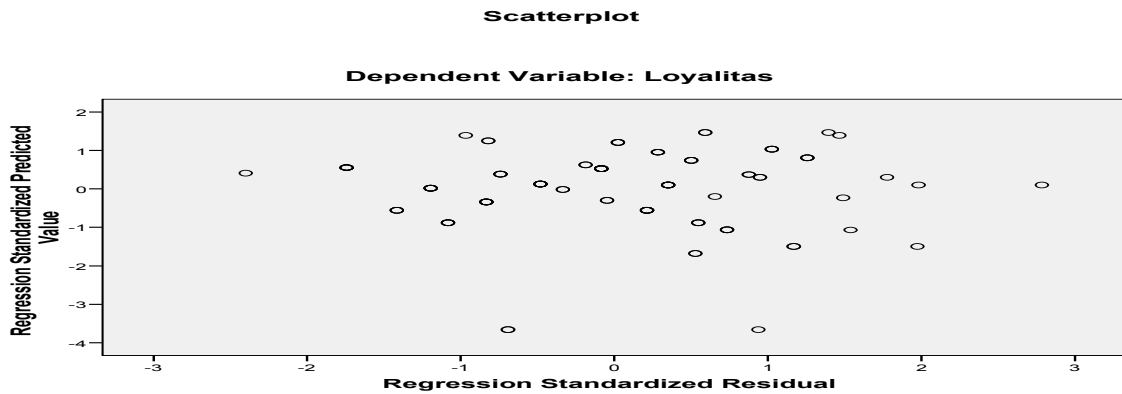 Scatterplot
Dependent Variable: Loyalitas
Regression Standardized Predicted
Value
2
1
0
-1
-2
-3
-4
-3
-2
-1
0
1
2
3
Regression Standardized Residual